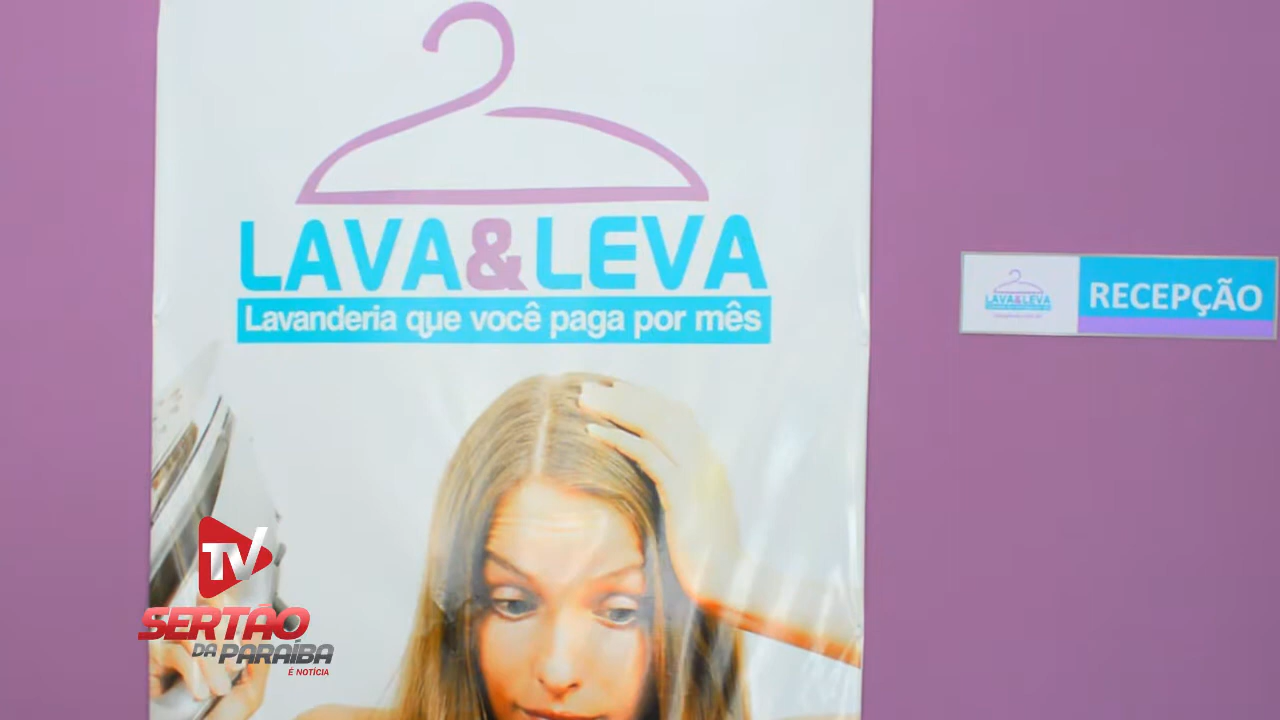 LAVA&LEVA
Lavanderia que você paga por mês
LAVA&LEVA
RECEPÇÃO
TV
SERTÃO
DA PARAÍBA
É NOTÍCIA